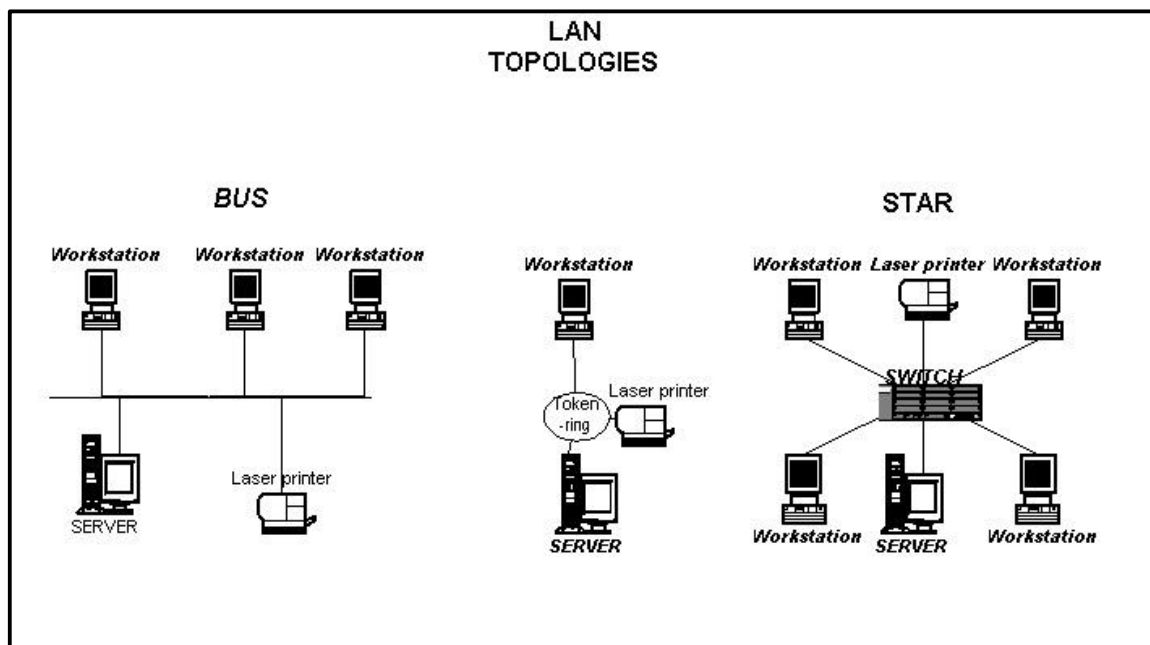 LAN
TOPOLOGIES
BUS
Workstation Workstation Workstation
SERVER
Laser printer
Workstation
Token
-ring
Laser printer
SERVER
STAR
Workstation Laser printer Workstation
SWITCH
Workstation SERVER Workstation